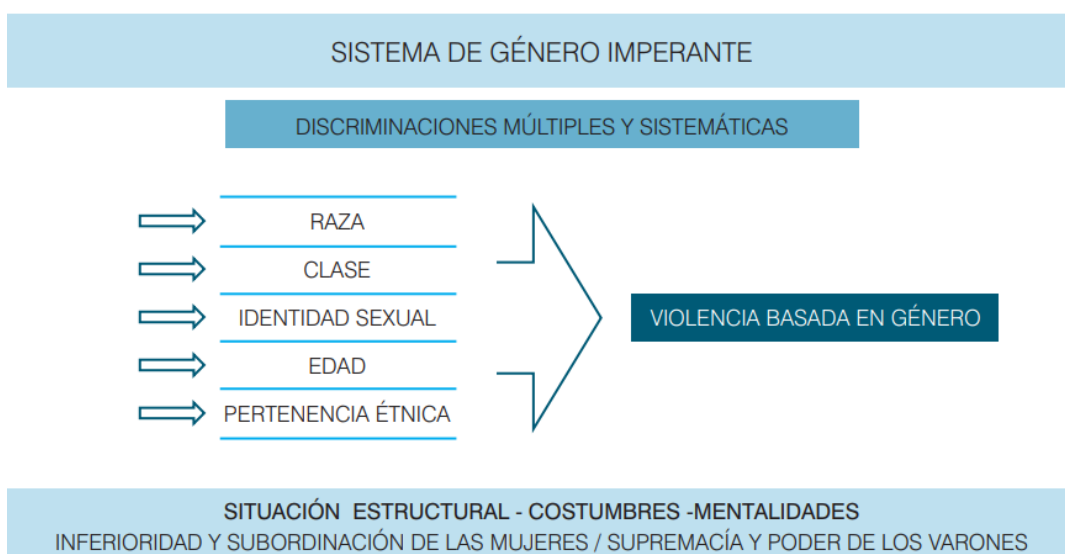 SISTEMA DE GÉNERO IMPERANTE
DISCRIMINACIONES MÚLTIPLES Y SISTEMÁTICAS
RAZA
CLASE
IDENTIDAD SEXUAL
EDAD
PERTENENCIA ÉTNICA
VIOLENCIA BASADA EN GÉNERO
SITUACIÓN ESTRUCTURAL - COSTUMBRES -MENTALIDADES
INFERIORIDAD Y SUBORDINACIÓN DE LAS MUJERES / SUPREMACÍA Y PODER DE LOS VARONES